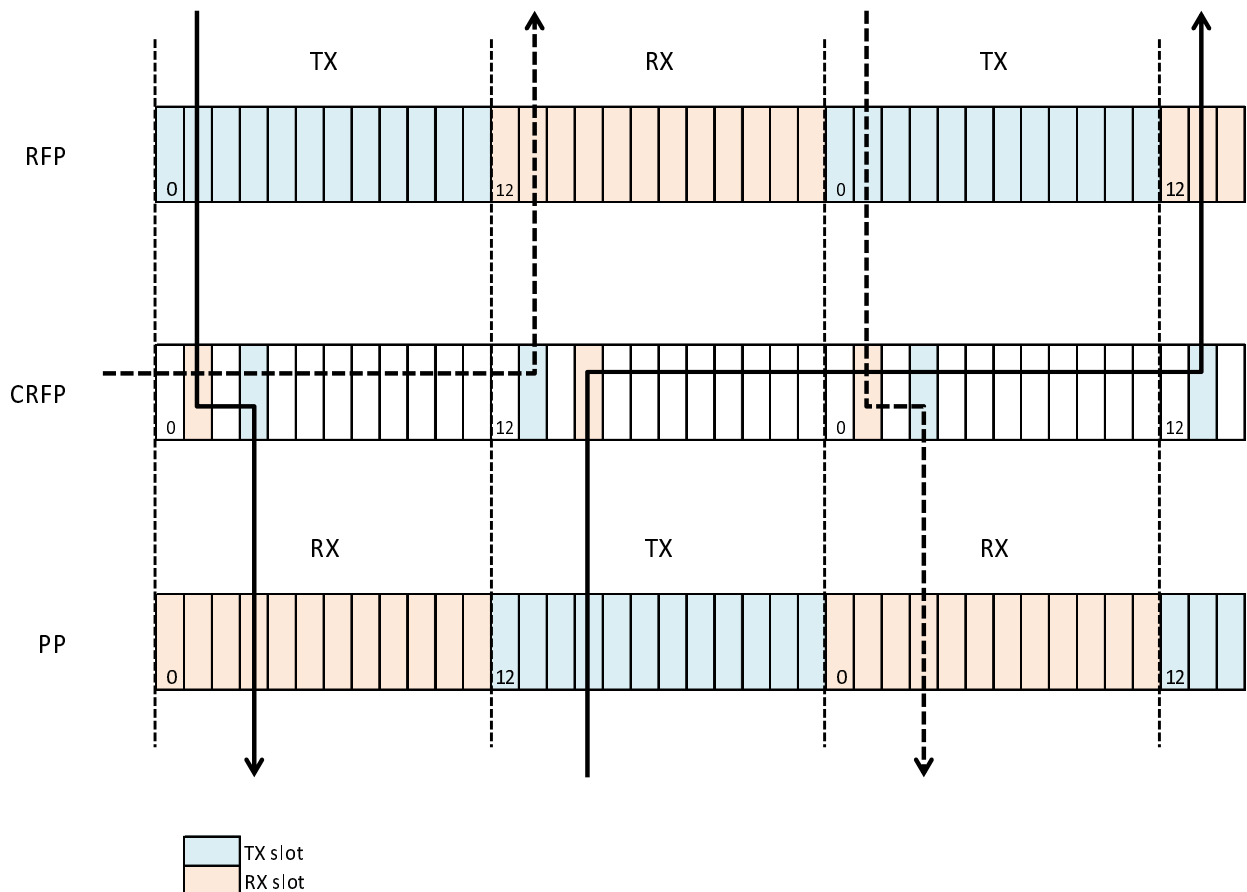 TX RX TX
RFP
0 12 0 12
CRFP
0 12 0 12
RX TX RX
PP
0 12 0 12
TX slot
RX slot